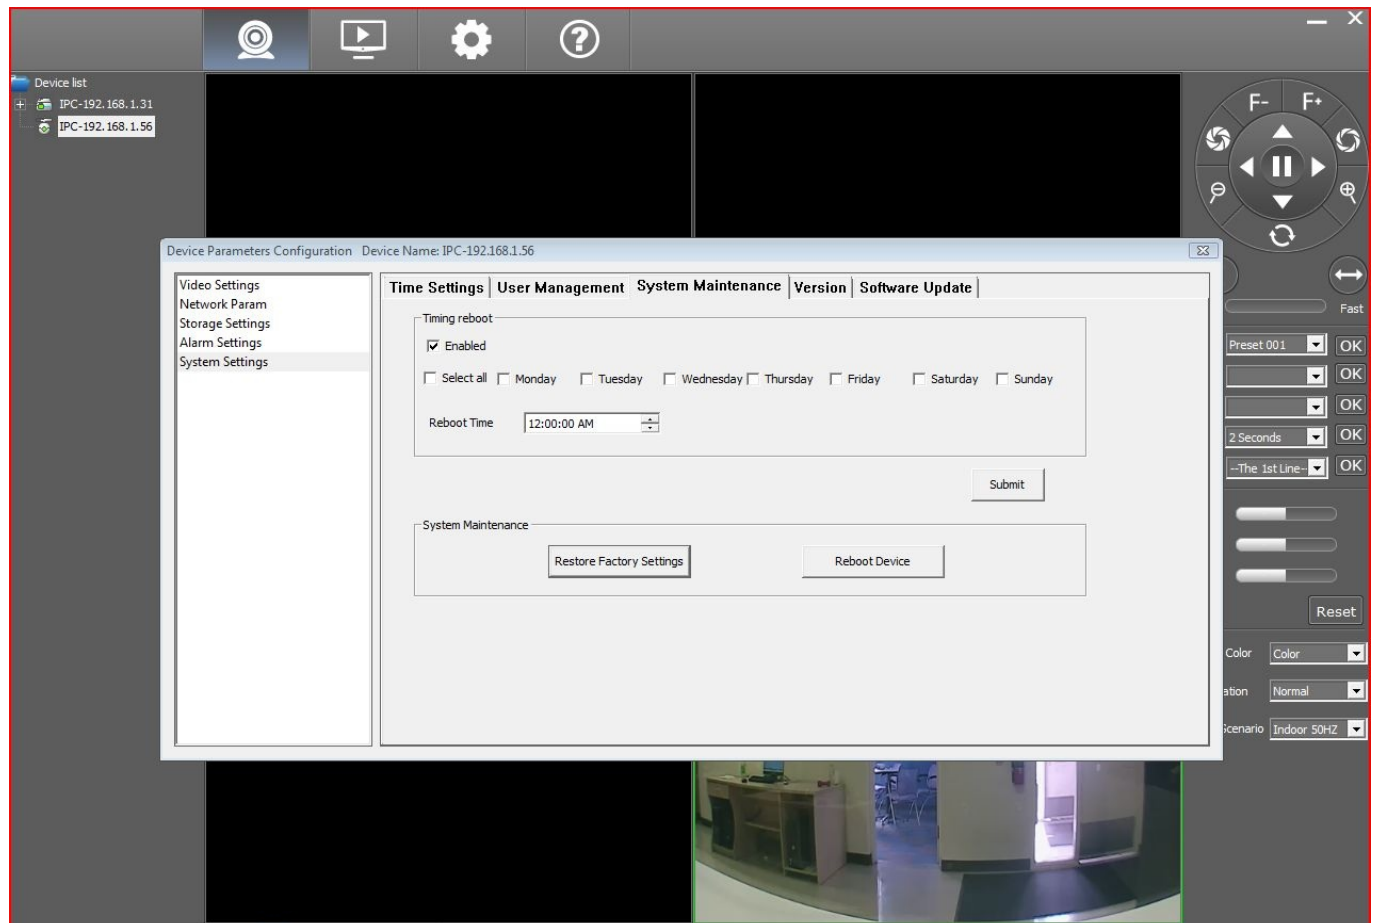 Device list
IPC-192.168.1.31
IPC-192.168.1.56
F- F+
Device Parameters Configuration Device Name: IPC-192.168.1.56
Video Settings
Network Param
Storage Settings
Alarm Settings
System Settings
Time Settings User Management System Maintenance Version Software Update
Timing reboot
Enabled
Select all Monday Tuesday Wednesday Thursday Friday Saturday Sunday
Reboot Time 12:00:00 AM
Submit
System Maintenance
Restore Factory Settings Reboot Device
Fast
Preset 001 OK
OK
OK
2 Seconds OK
--The 1st Line-- OK
Reset
Color Color
ation Normal
Scenario Indoor 50HZ